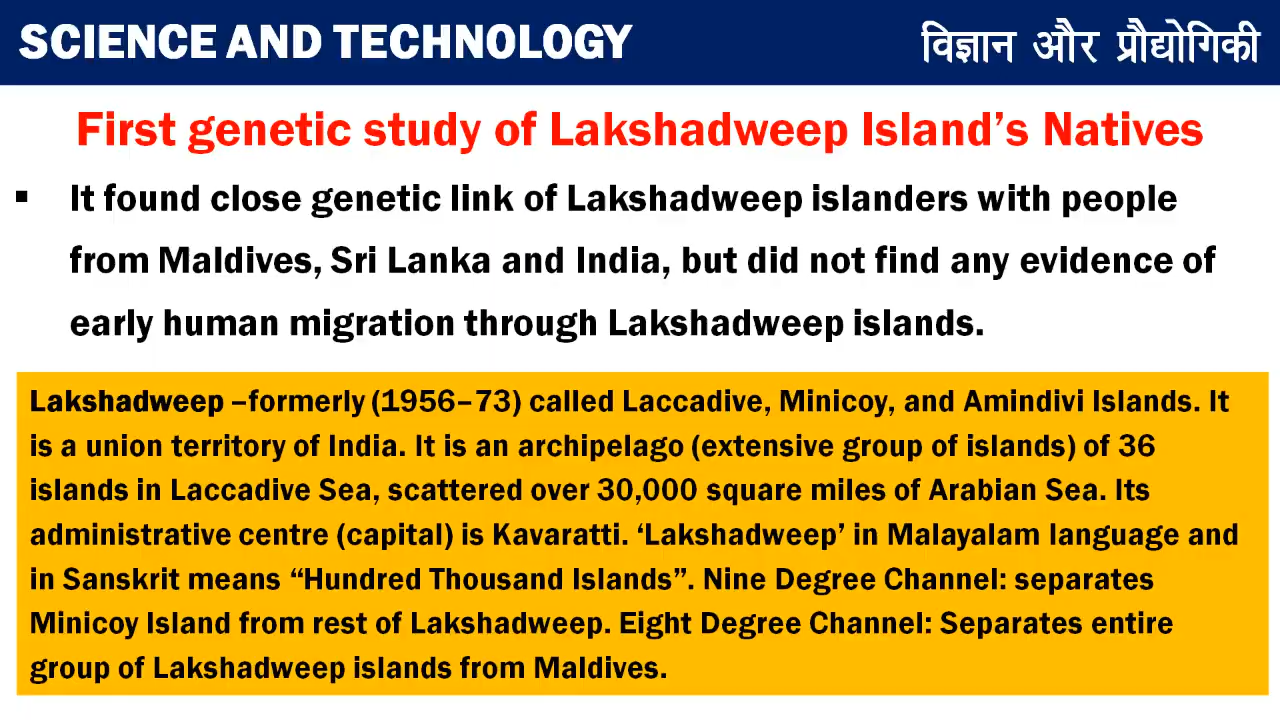 SCIENCE AND TECHNOLOGY
विज्ञान और प्रौद्योगिकी
First genetic study of Lakshadweep Island’s Natives
▪ It found close genetic link of Lakshadweep islanders with people
from Maldives, Sri Lanka and India, but did not find any evidence of
early human migration through Lakshadweep islands.
Lakshadweep –formerly (1956–73) called Laccadive, Minicoy, and Amindivi Islands. It
is a union territory of India. It is an archipelago (extensive group of islands) of 36
islands in Laccadive Sea, scattered over 30,000 square miles of Arabian Sea. Its
administrative centre (capital) is Kavaratti. ‘Lakshadweep’ in Malayalam language and
in Sanskrit means “Hundred Thousand Islands”. Nine Degree Channel: separates
Minicoy Island from rest of Lakshadweep. Eight Degree Channel: Separates entire
group of Lakshadweep islands from Maldives.